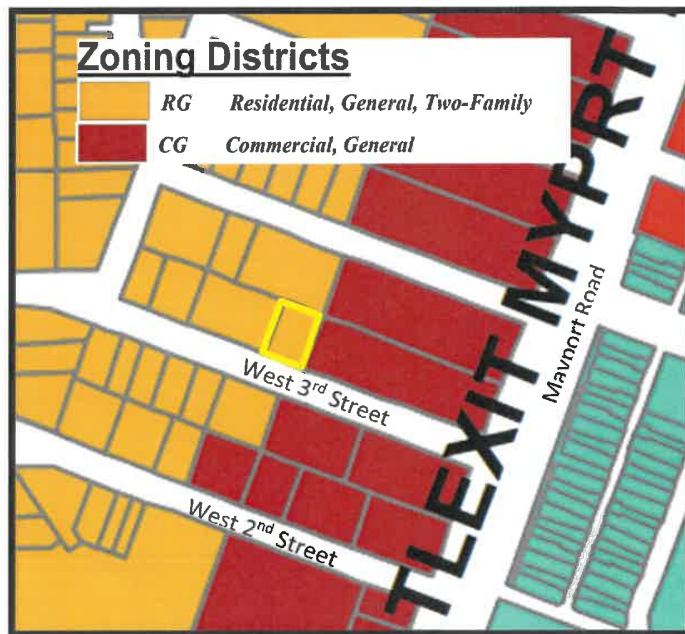 Zoning Districts
RG Residential, General, Two-Family
CG Commercial, General
TLEXIT MYPRT
Mayport Road
West 3rd Street
West 2nd Street